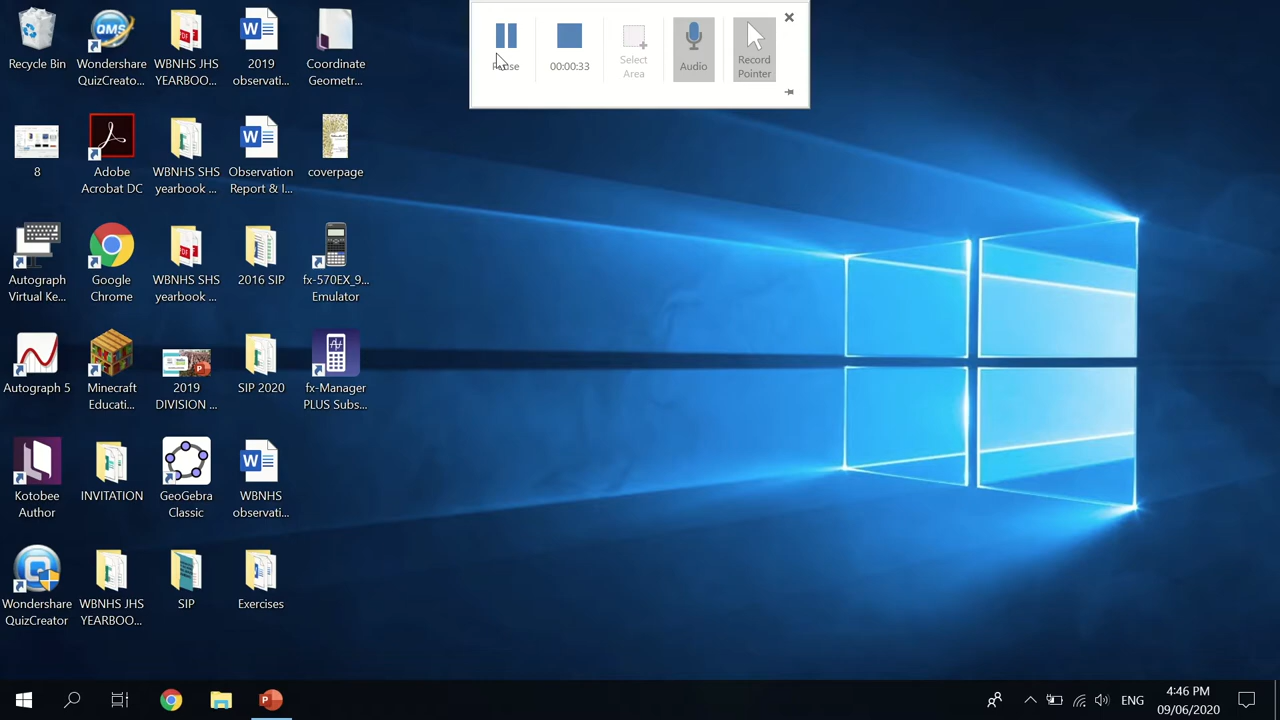 Pause
00:00:33
Select
Area
Audio
Record
Pointer
Recycle Bin
Wondershare
QuizCreator...
WBNHS JHS
YEARBOO...
2019
observati...
Coordinate
Geometr...
8
Adobe
Acrobat DC
WBNHS SHS
yearbook ...
Observation
Report & I...
coverpage
Autograph
Virtual Ke...
Google
Chrome
WBNHS SHS
yearbook ...
2016 SIP
fx-570EX_9...
Emulator
Autograph 5
Minecraft
Educati...
2019
DIVISION ...
SIP 2020
fx-Manager
PLUS Subs...
Kotobee
Author
INVITATION
GeoGebra
Classic
WBNHS
observati...
Wondershare
QuizCreator
WBNHS JHS
YEARBOO...
SIP
Exercises
ENG
4:46 PM
09/06/2020